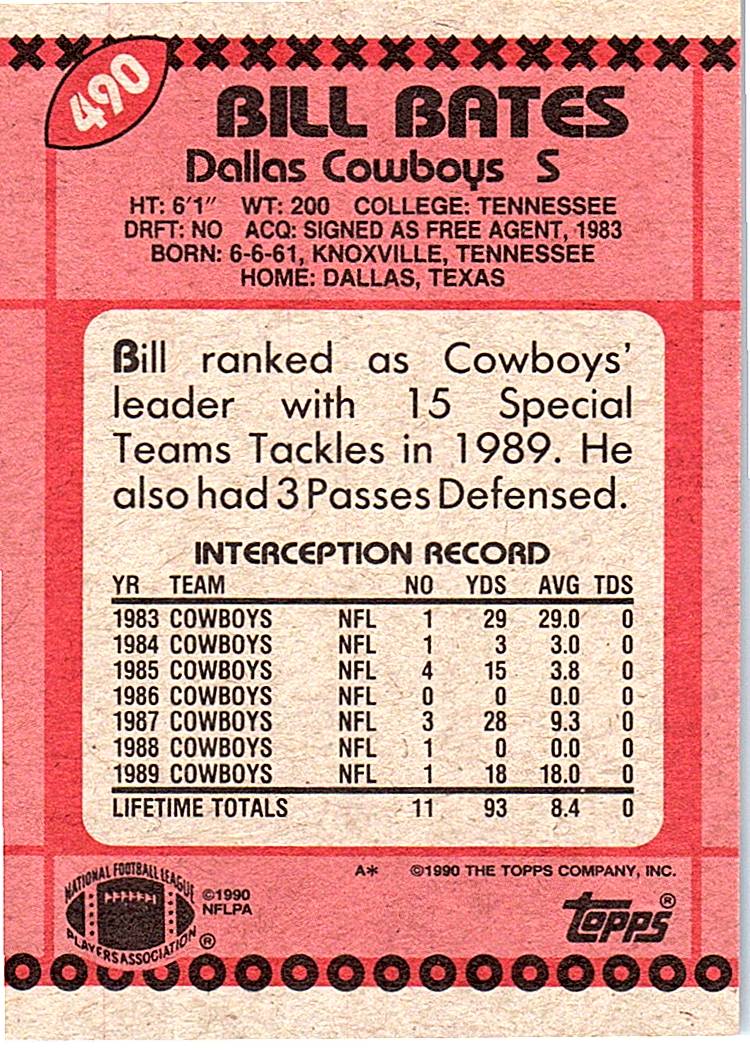 490
BILL BATES
Dallas Cowboys S
HT: 6'1" WT: 200 COLLEGE: TENNESSEE
DRFT: NO ACQ: SIGNED AS FREE AGENT, 1983
BORN: 6-6-61, KNOXVILLE, TENNESSEE
HOME: DALLAS, TEXAS
Bill ranked as Cowboys'
leader with 15 Special
Teams Tackles in 1989. He
also had 3 Passes Defensed.
INTERCEPTION RECORD
YR TEAM NO YDS AVG TDS
1983 COWBOYS NFL 1 29 29.0 0
1984 COWBOYS NFL 1 3 3.0 0
1985 COWBOYS NFL 4 15 3.8 0
1986 COWBOYS NFL 0 0 0.0 0
1987 COWBOYS NFL 3 28 9.3 0
1988 COWBOYS NFL 1 0 0.0 0
1989 COWBOYS NFL 1 18 18.0 0
LIFETIME TOTALS 11 93 8.4 0
A* ©1990 THE TOPPS COMPANY, INC.
NATIONAL FOOTBALL LEAGUE
PLAYERS ASSOCIATION ®
©1990
NFLPA
topps ®